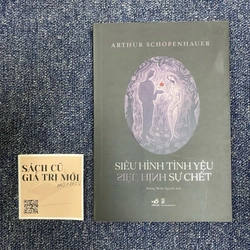 ARTHUR SCHOPENHAUER
SIÊU HÌNH TÌNH YÊU
SIÊU HÌNH SỰ CHẾT
SÁCH CŨ
GIÁ TRỊ MỚI